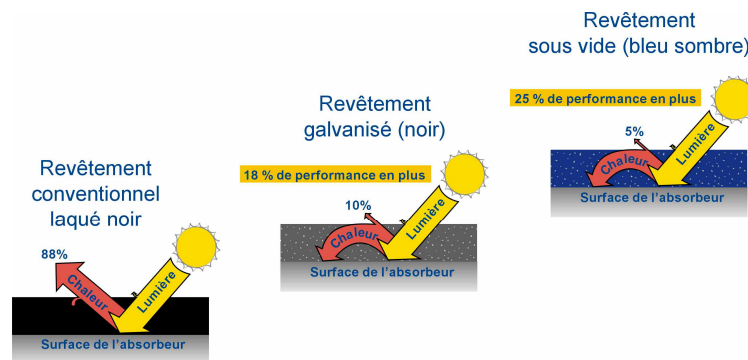 Revêtement
conventionnel
laqué noir
88%
Chaleur
Lumière
Surface de l'absorbeur
Revêtement
galvanisé (noir)
18 % de performance en plus
10%
Chaleur
Lumière
Surface de l'absorbeur
Revêtement
sous vide (bleu sombre)
25 % de performance en plus
5%
Chaleur
Lumière
Surface de l'absorbeur